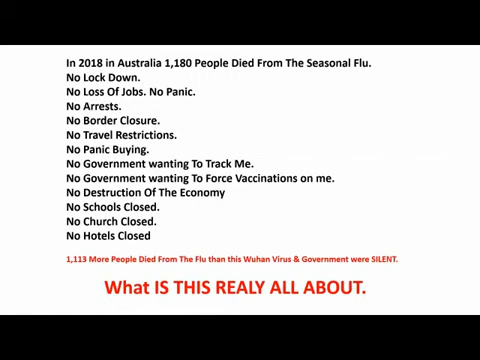 In 2018 in Australia 1,180 People Died From The Seasonal Flu.
No Lock Down.
No Loss Of Jobs. No Panic.
No Arrests.
No Border Closure.
No Travel Restrictions.
No Panic Buying.
No Government wanting To Track Me.
No Government wanting To Force Vaccinations on me.
No Destruction Of The Economy
No Schools Closed.
No Church Closed.
No Hotels Closed
1,113 More People Died From The Flu than this Wuhan Virus & Government were SILENT.
What IS THIS REALY ALL ABOUT.